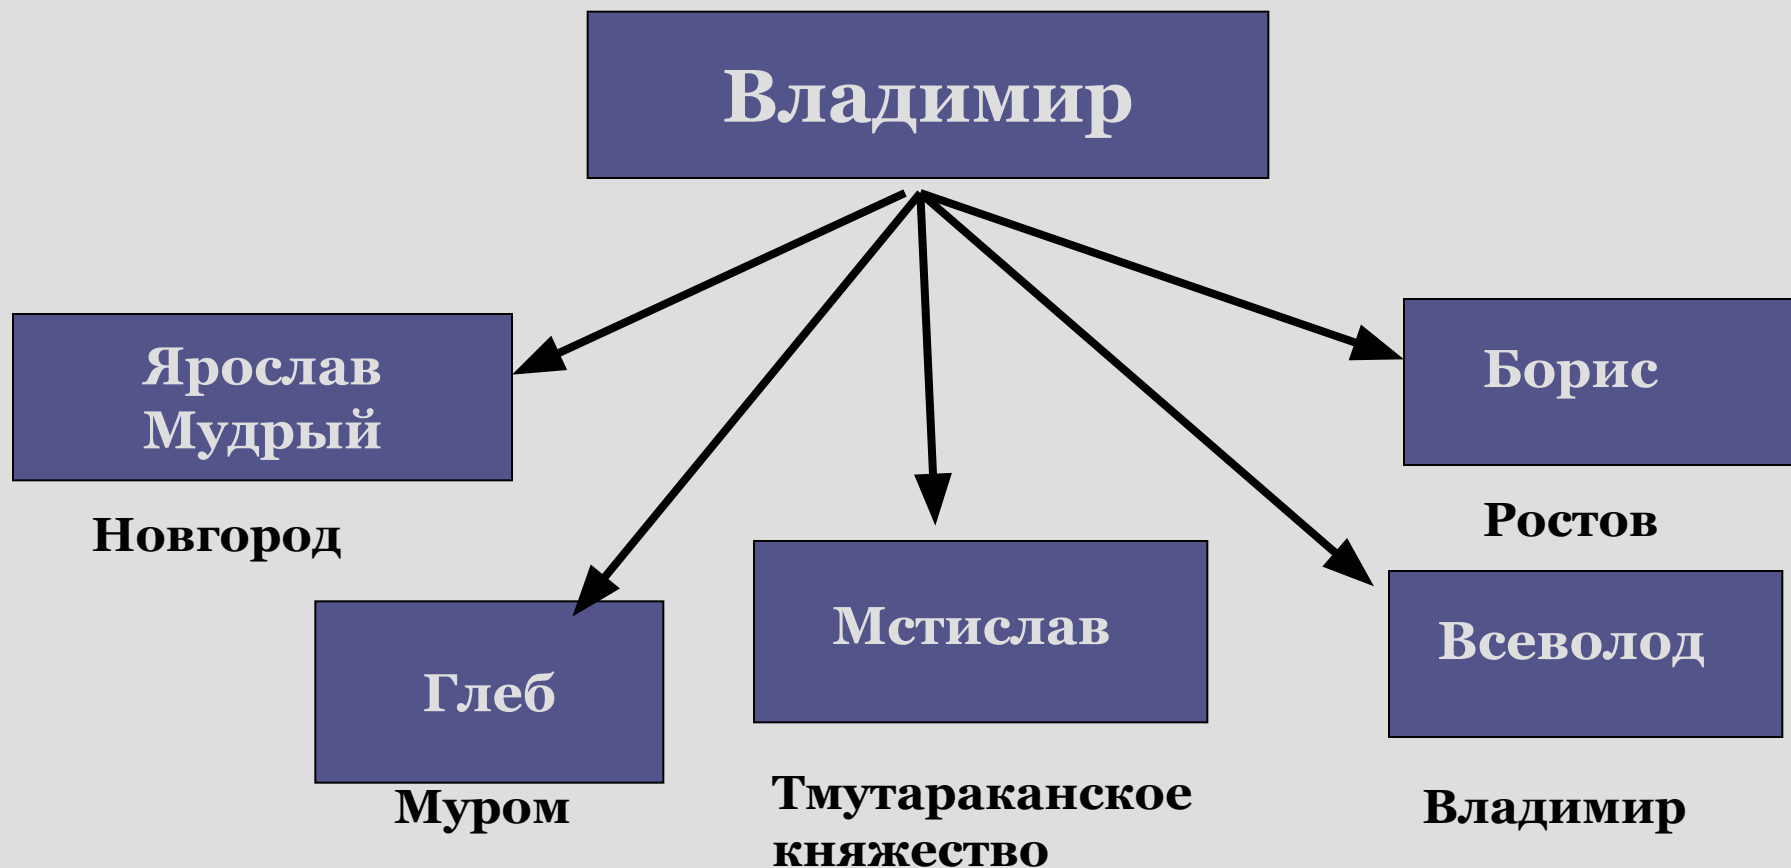 Владимир
Ярослав
Мудрый
Новгород
Борис
Ростов
Глеб
Муром
Мстислав
Тмутараканское
княжество
Всеволод
Владимир